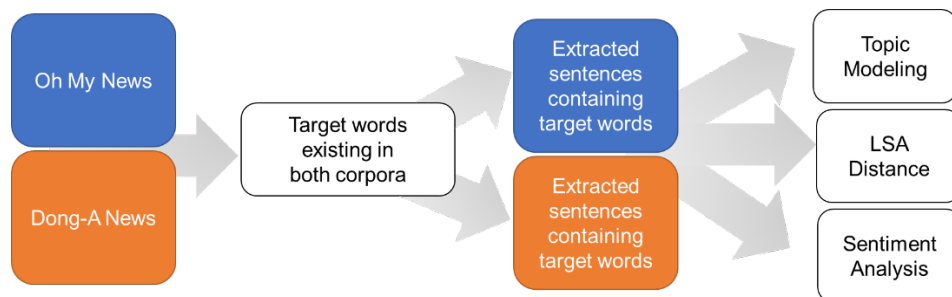 Oh My News
Dong-A News
Target words
existing in
both corpora
Extracted
sentences
containing
target words
Extracted
sentences
containing
target words
Topic
Modeling
LSA
Distance
Sentiment
Analysis